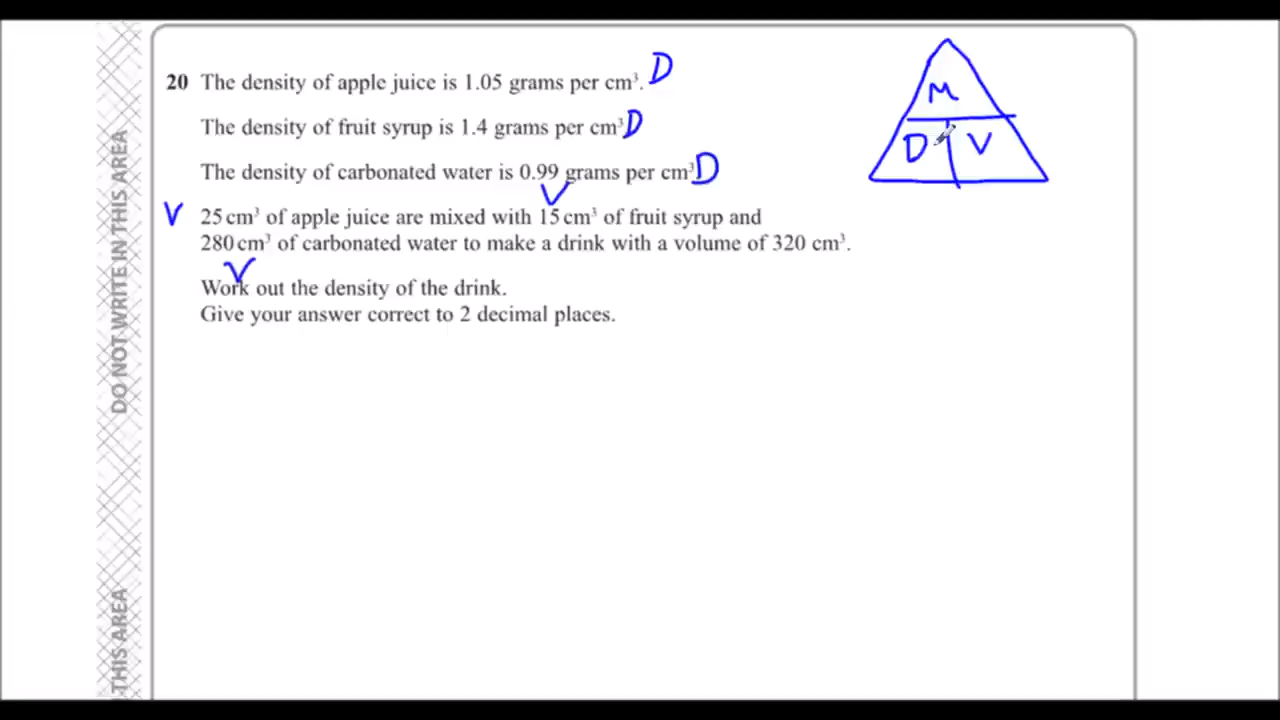 20 The density of apple juice is 1.05 grams per cm³. D
The density of fruit syrup is 1.4 grams per cm³ D
The density of carbonated water is 0.99 grams per cm³ D
V
V 25 cm³ of apple juice are mixed with 15 cm³ of fruit syrup and
280 cm³ of carbonated water to make a drink with a volume of 320 cm³.
V
Work out the density of the drink.
Give your answer correct to 2 decimal places.
M
D V
DO NOT WRITE IN THIS AREA
THIS AREA